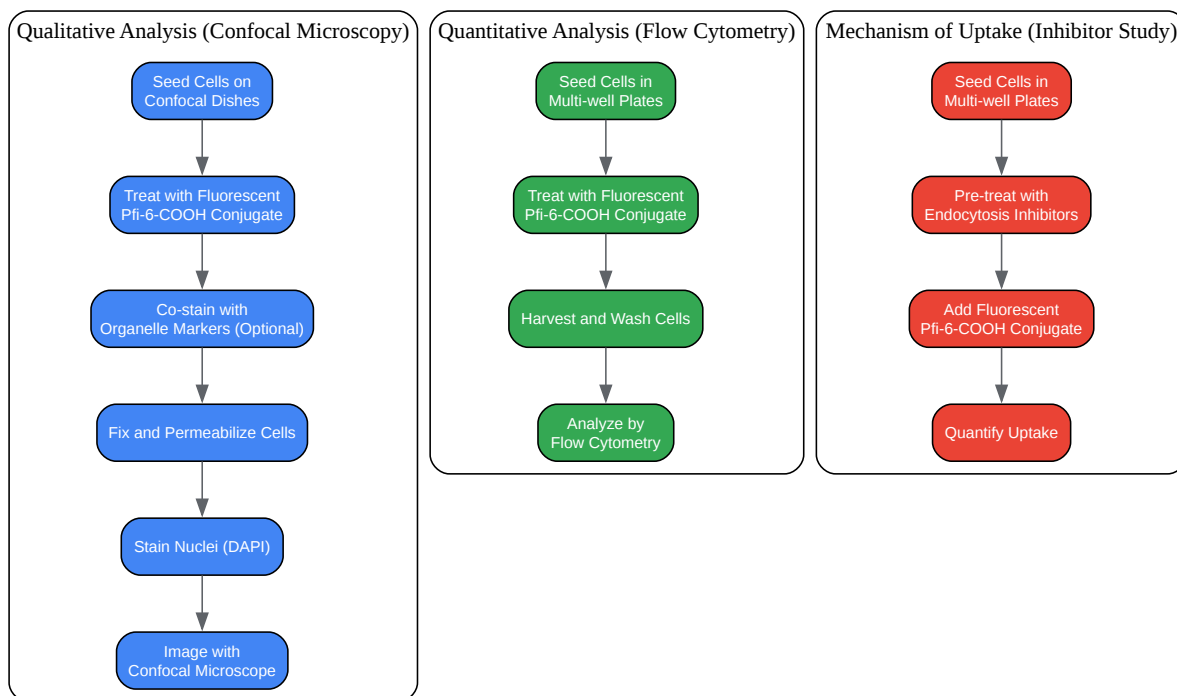 Qualitative Analysis (Confocal Microscopy)
Seed Cells on
Confocal Dishes
Treat with Fluorescent
Pfi-6-COOH Conjugate
Co-stain with
Organelle Markers (Optional)
Fix and Permeabilize Cells
Stain Nuclei (DAPI)
Image with
Confocal Microscope
Quantitative Analysis (Flow Cytometry)
Seed Cells in
Multi-well Plates
Treat with Fluorescent
Pfi-6-COOH Conjugate
Harvest and Wash Cells
Analyze by
Flow Cytometry
Mechanism of Uptake (Inhibitor Study)
Seed Cells in
Multi-well Plates
Pre-treat with
Endocytosis Inhibitors
Add Fluorescent
Pfi-6-COOH Conjugate
Quantify Uptake